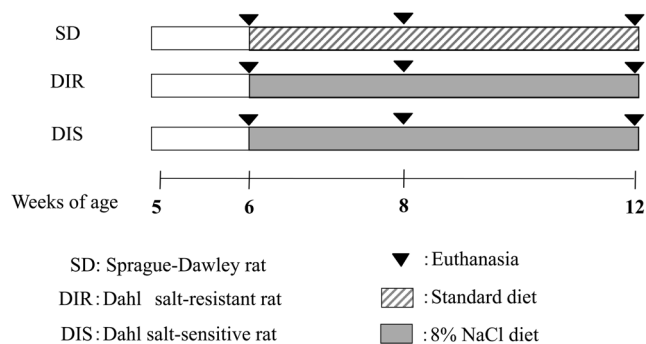 SD
DIR
DIS
Weeks of age 5 6 8 12
SD: Sprague-Dawley rat
DIR: Dahl salt-resistant rat
DIS: Dahl salt-sensitive rat
: Euthanasia
: Standard diet
: 8% NaCl diet